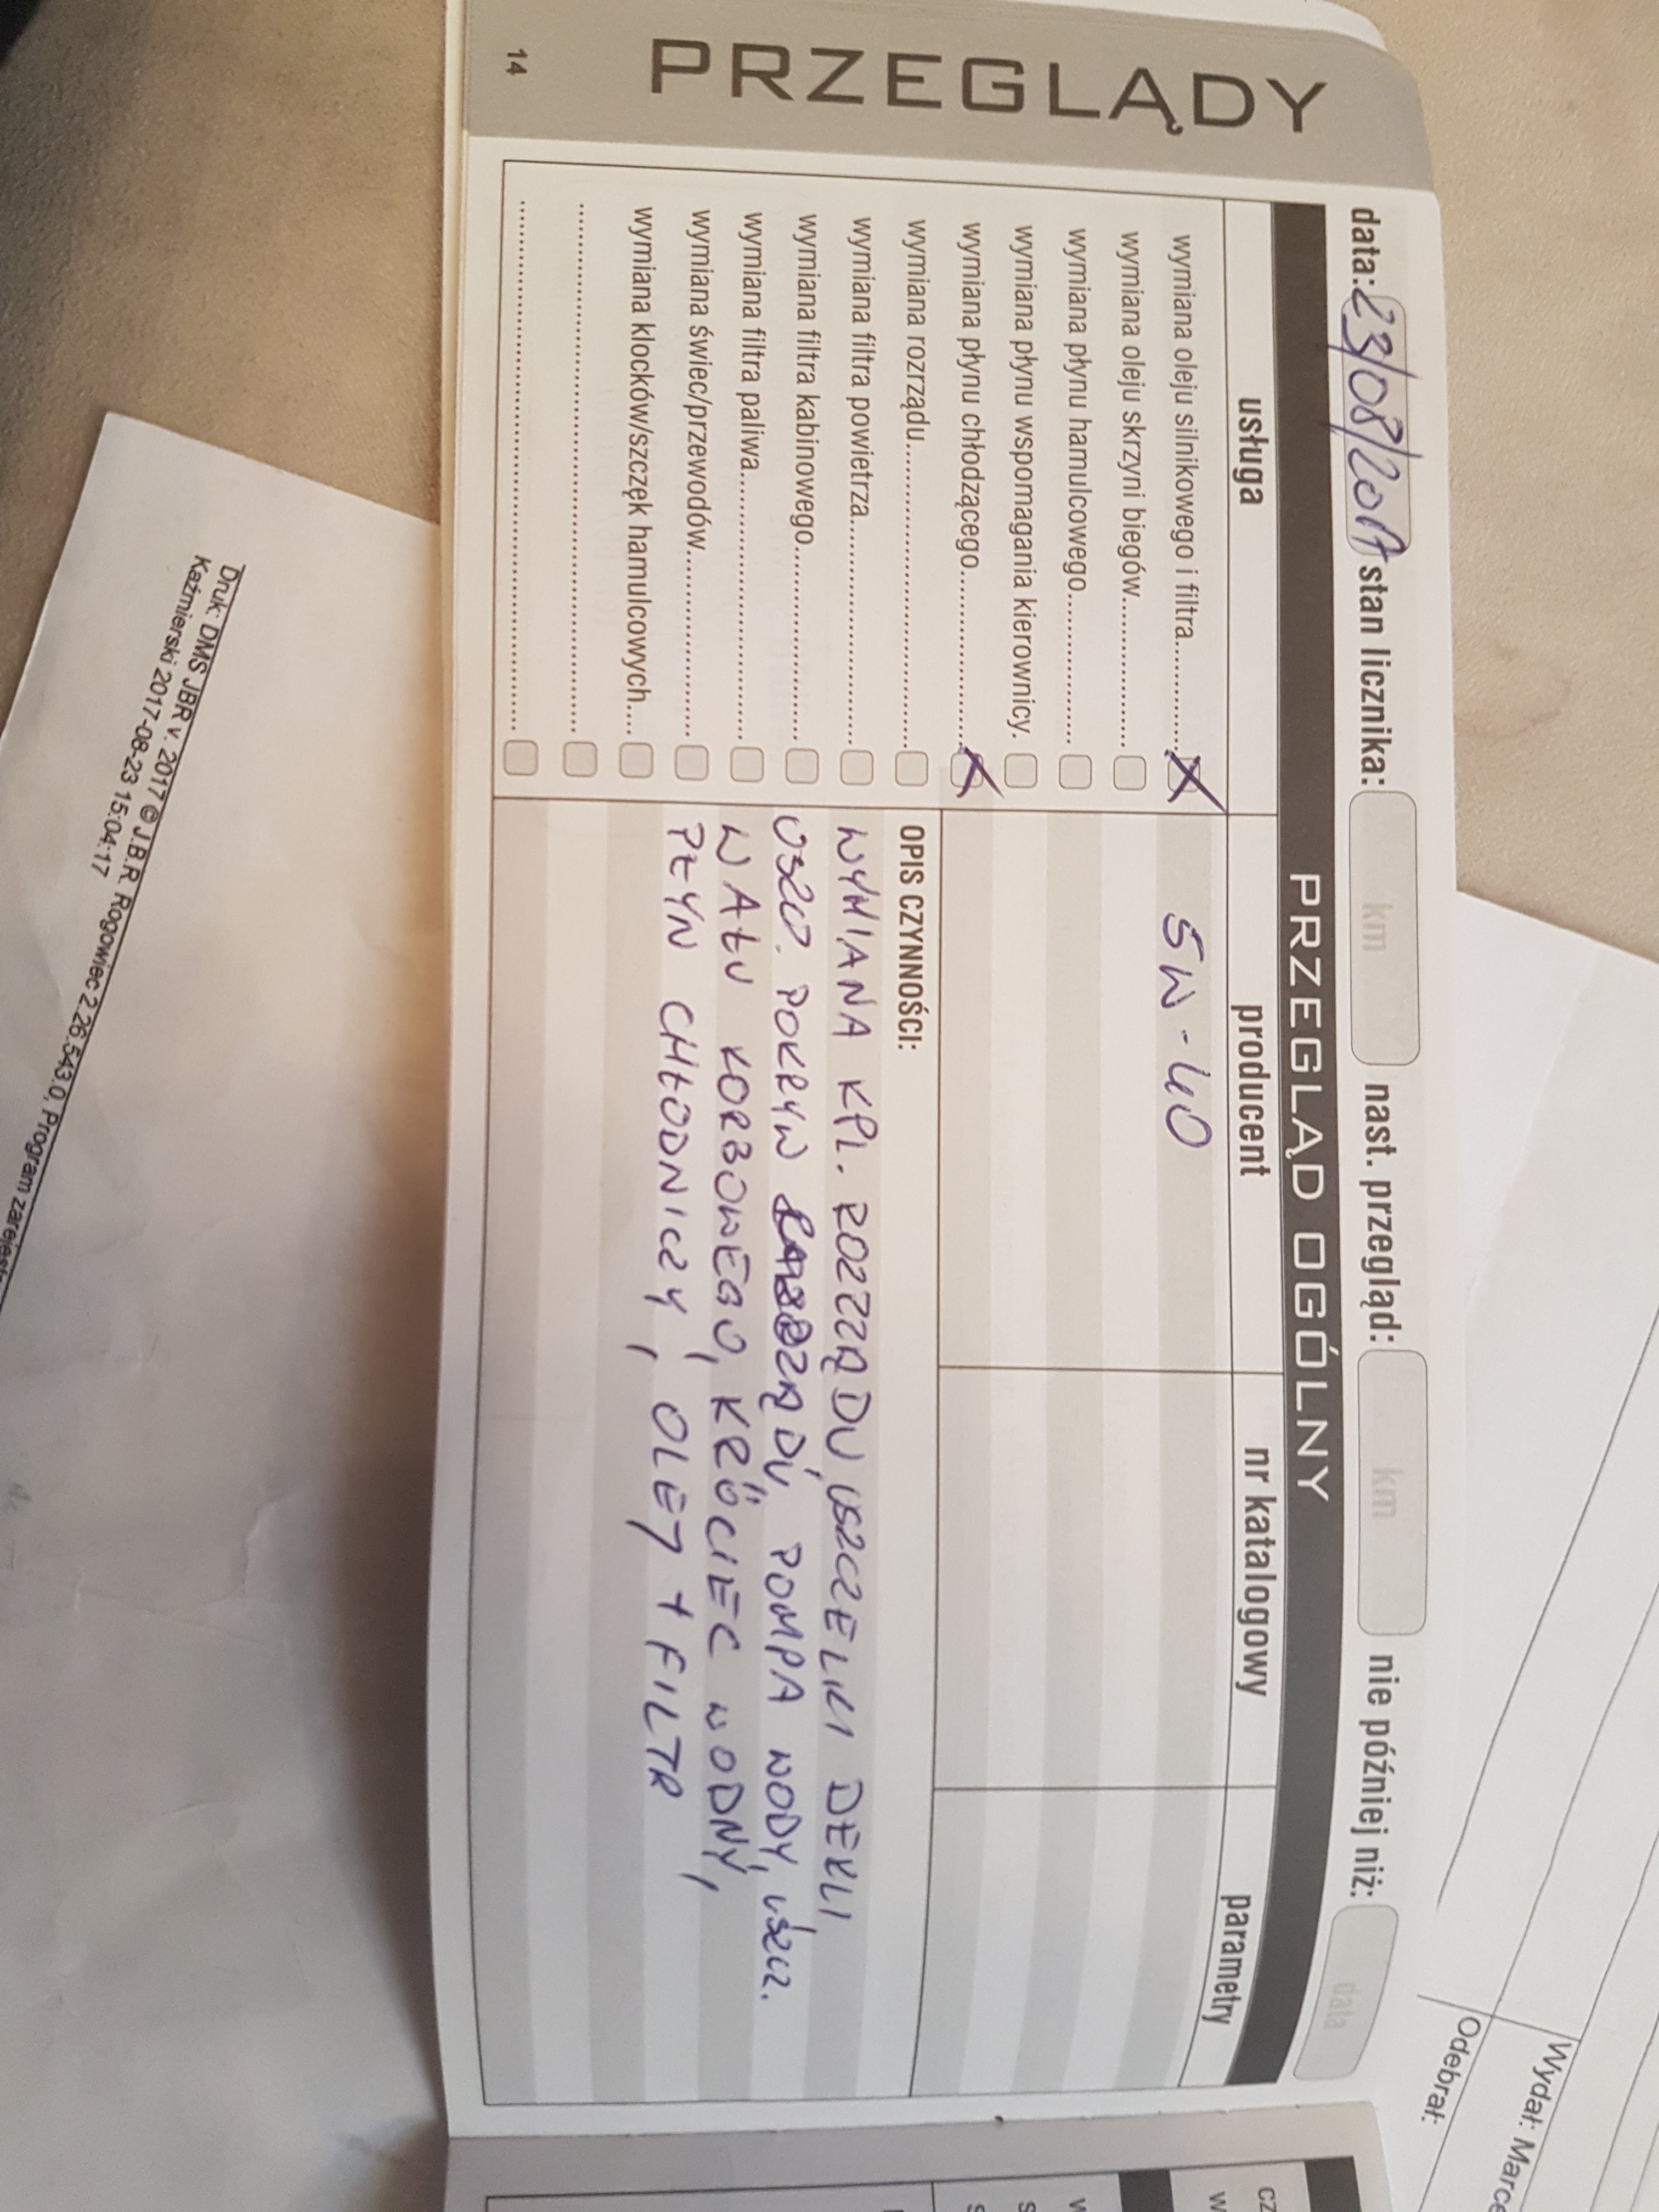 PRZEGLĄDY
14
data: 23/08/2017 stan licznika: km nast. przegląd: km nie później niż: data
PRZEGLĄD OGÓLNY
usługa producent nr katalogowy parametry
wymiana oleju silnikowego i filtra.......... X 5W-40
wymiana oleju skrzyni biegów..................
wymiana płynu hamulcowego..................
wymiana płynu wspomagania kierownicy.
wymiana płynu chłodzącego.................... X
wymiana rozrządu....................................
wymiana filtra powietrza...........................
wymiana filtra kabinowego.......................
wymiana filtra paliwa................................
wymiana świec/przewodów......................
wymiana klocków/szczęk hamulcowych....
OPIS CZYNNOŚCI:
WYMIANA KPL. ROZRZĄDU, USZCZELKI DEKLI,
USZCZ. POKRYW ROZRZĄDU, POMPA WODY, USZCZ.
WAŁU KORBOWEGO, KRÓCIEC WODNY,
PŁYN CHŁODNICZY, OLEJ + FILTR
Druk: DMS JBR v. 2017 © J.B.R. Rogowiec 2.26.543.0, Program zarejestr
Kaźmierski 2017-08-23 15:04:17
Wydał: Marce
Odebrał: